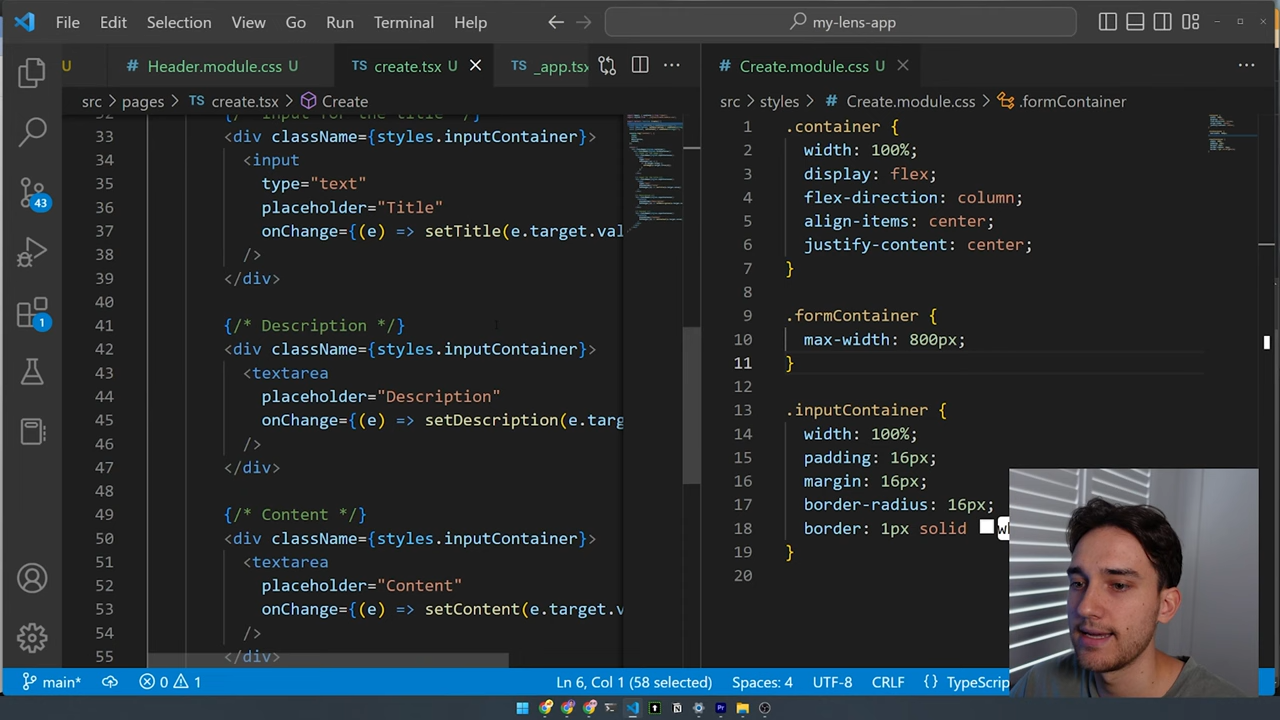 File Edit Selection View Go Run Terminal Help
my-lens-app
U
# Header.module.css U
TS create.tsx U
TS _app.tsx
# Create.module.css U
src > pages > TS create.tsx > Create
src > styles > # Create.module.css > .formContainer
43
1
32 {/* Input for the title */}
33 <div className={styles.inputContainer}>
34 <input
35 type="text"
36 placeholder="Title"
37 onChange={(e) => setTitle(e.target.val
38 />
39 </div>
40
41 {/* Description */}
42 <div className={styles.inputContainer}>
43 <textarea
44 placeholder="Description"
45 onChange={(e) => setDescription(e.targ
46 />
47 </div>
48
49 {/* Content */}
50 <div className={styles.inputContainer}>
51 <textarea
52 placeholder="Content"
53 onChange={(e) => setContent(e.target.v
54 />
55 </div>
1 .container {
2 width: 100%;
3 display: flex;
4 flex-direction: column;
5 align-items: center;
6 justify-content: center;
7 }
8
9 .formContainer {
10 max-width: 800px;
11 }
12
13 .inputContainer {
14 width: 100%;
15 padding: 16px;
16 margin: 16px;
17 border-radius: 16px;
18 border: 1px solid
19 }
20
main* 0 1 Ln 6, Col 1 (58 selected) Spaces: 4 UTF-8 CRLF {} TypeScrip